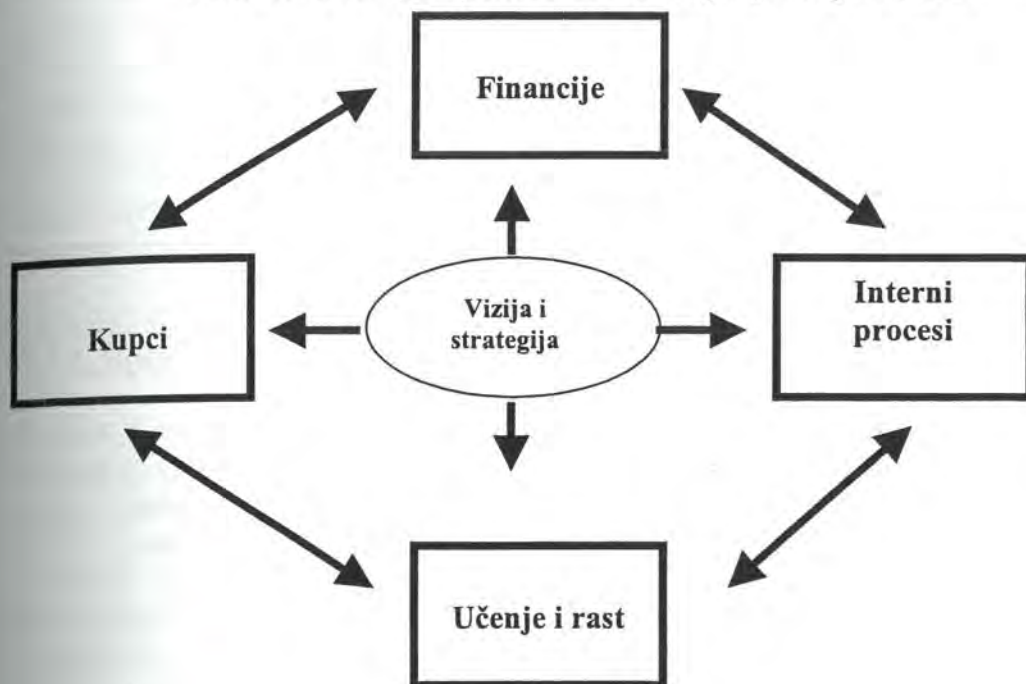 Financije
Kupci
Vizija i
strategija
Interni
procesi
Učenje i rast